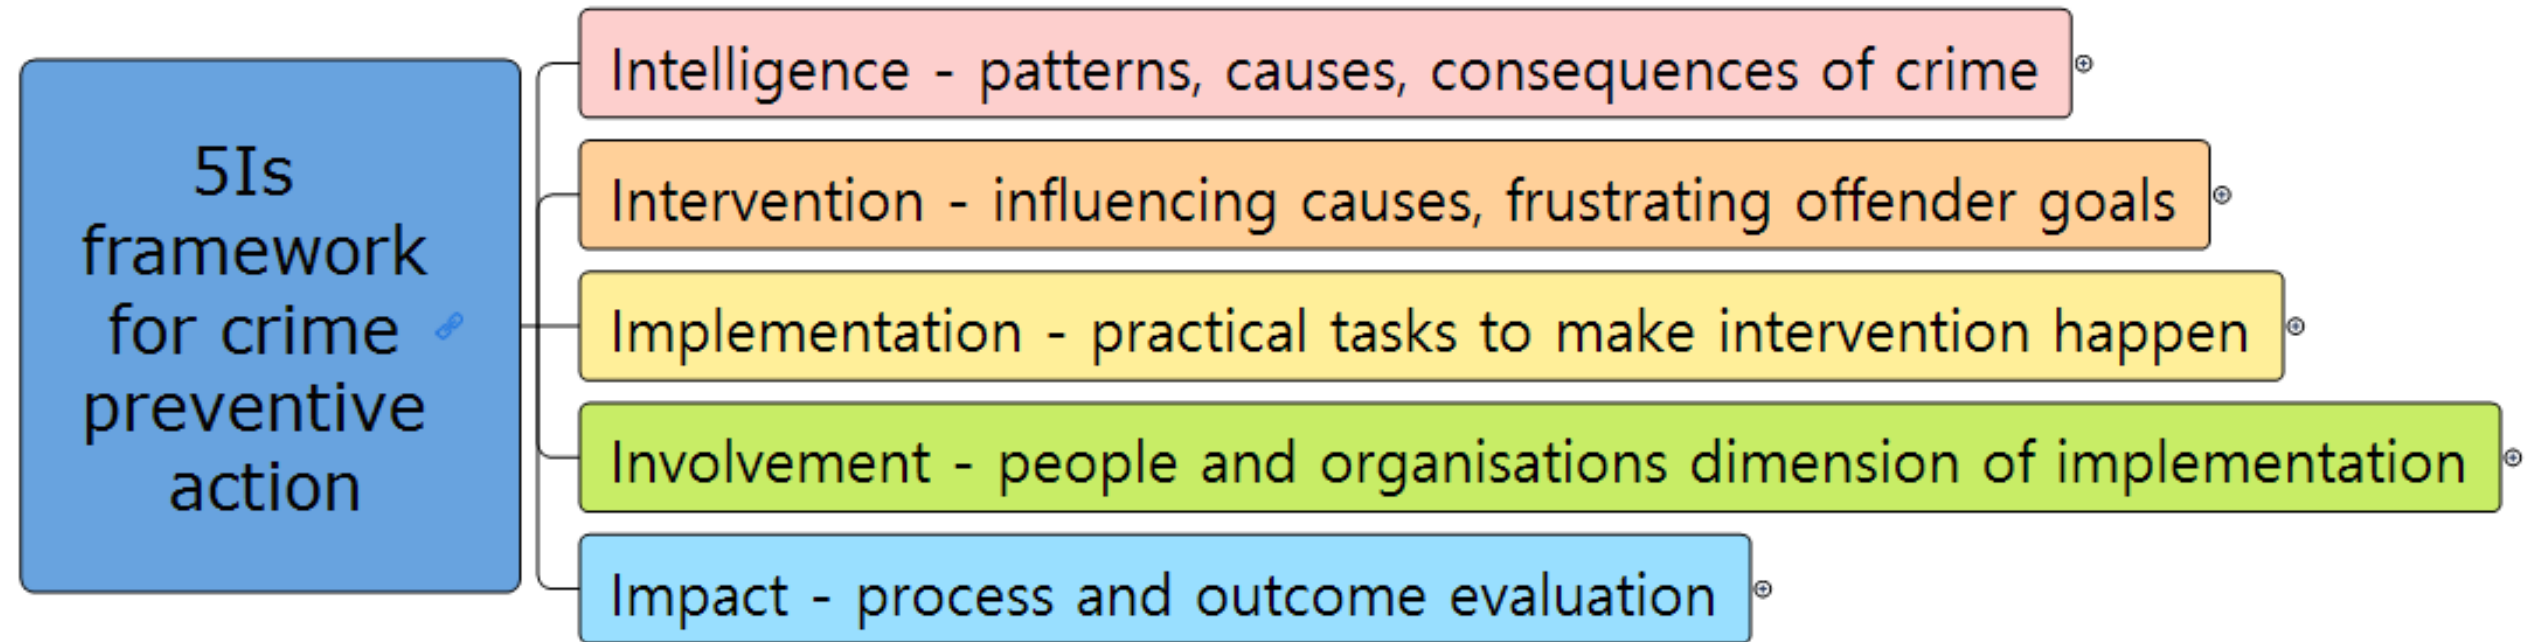 5Is
framework
for crime
preventive
action
Intelligence - patterns, causes, consequences of crime
Intervention - influencing causes, frustrating offender goals
Implementation - practical tasks to make intervention happen
Involvement - people and organisations dimension of implementation
Impact - process and outcome evaluation